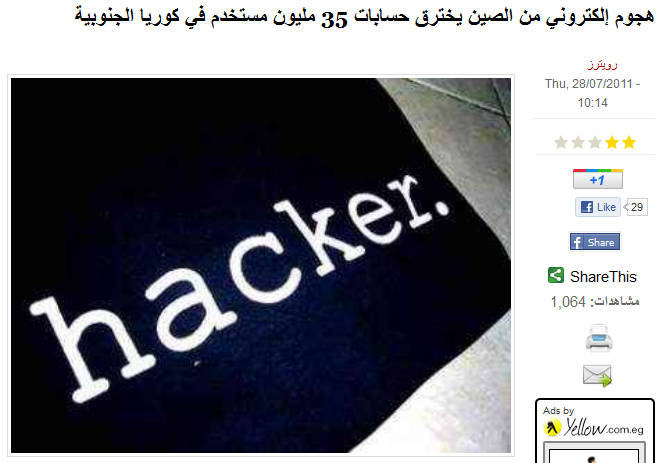 هجوم إلكتروني من الصين يخترق حسابات 35 مليون مستخدم في كوريا الجنوبية
رويترز
Thu, 28/07/2011 -
10:14
+1
Like 29
Share
ShareThis
مشاهدات: 1,064
hacker.
Ads by
Yellow.com.eg